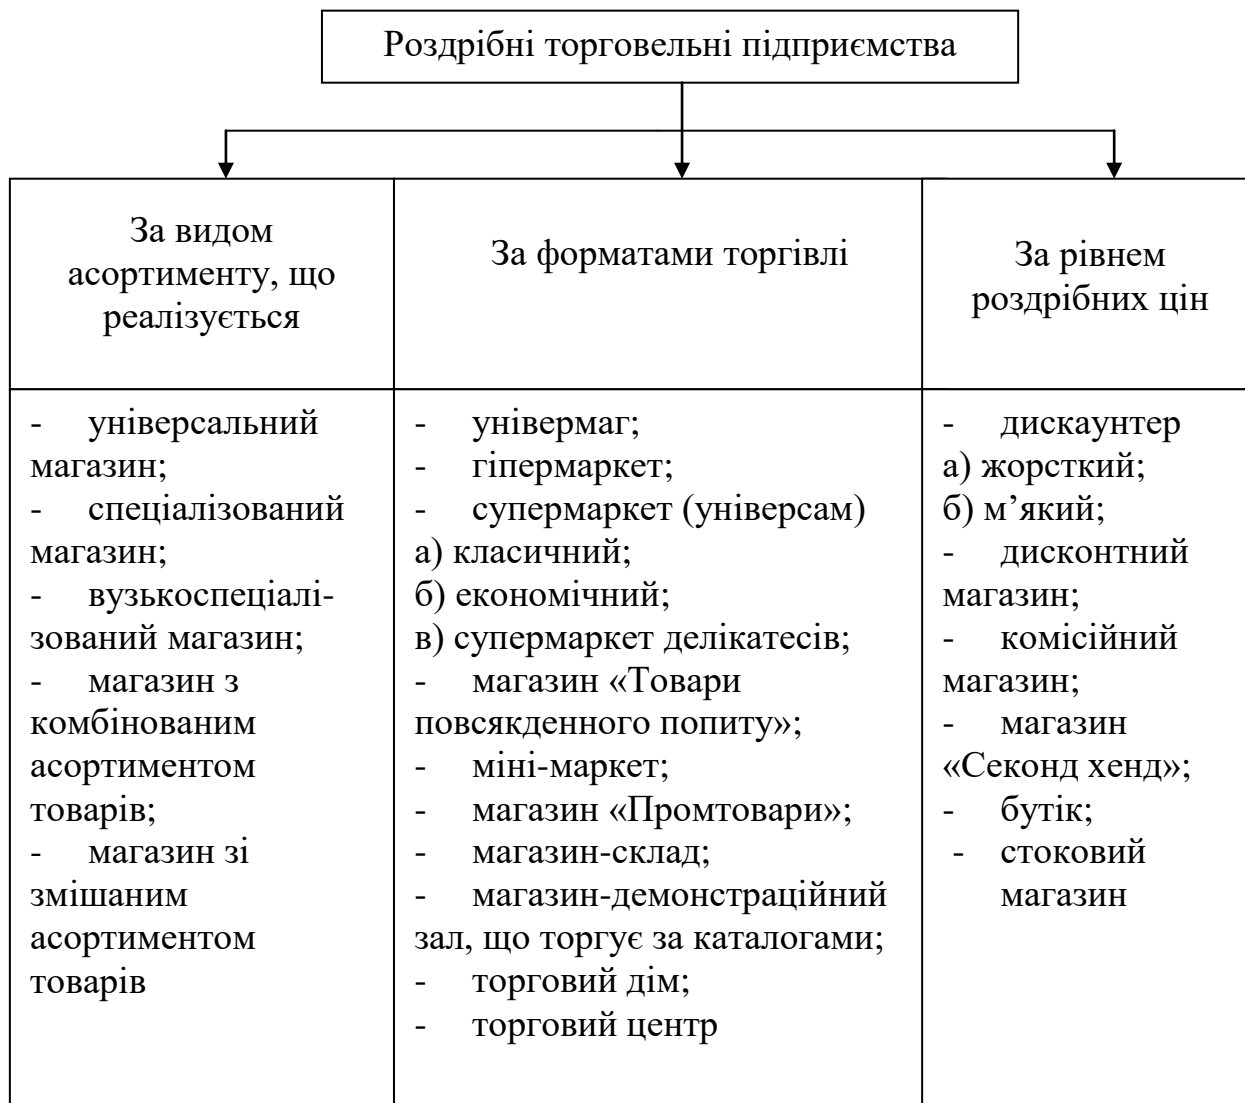 Роздрібні торговельні підприємства
За видом
асортименту, що
реалізується
За форматами торгівлі
За рівнем
роздрібних цін
- універсальний
магазин;
- спеціалізований
магазин;
- вузькоспеціалі-
зований магазин;
- магазин з
комбінованим
асортиментом
товарів;
- магазин зі
змішаним
асортиментом
товарів
- універмаг;
- гіпермаркет;
- супермаркет (універсам)
а) класичний;
б) економічний;
в) супермаркет делікатесів;
- магазин «Товари
повсякденного попиту»;
- міні-маркет;
- магазин «Промтовари»;
- магазин-склад;
- магазин-демонстраційний
зал, що торгує за каталогами;
- торговий дім;
- торговий центр
- дискаунтер
а) жорсткий;
б) м’який;
- дисконтний
магазин;
- комісійний
магазин;
- магазин
«Секонд хенд»;
- бутік;
- стоковий
магазин